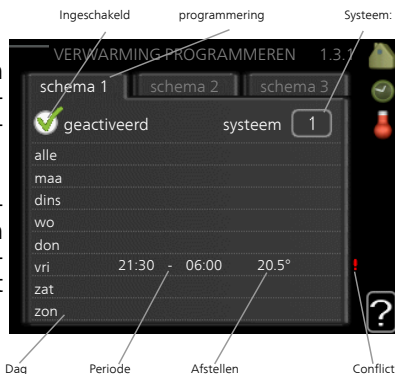 Ingeschakeld programmering Systeem:
VERWARMING PROGRAMMEREN 1.3.1
schema 1 schema 2 schema 3
geactiveerd systeem 1
alle
maa
dins
wo
don
vri 21:30 - 06:00 20.5° !
zat
zon
?
Dag Periode Afstellen Conflict